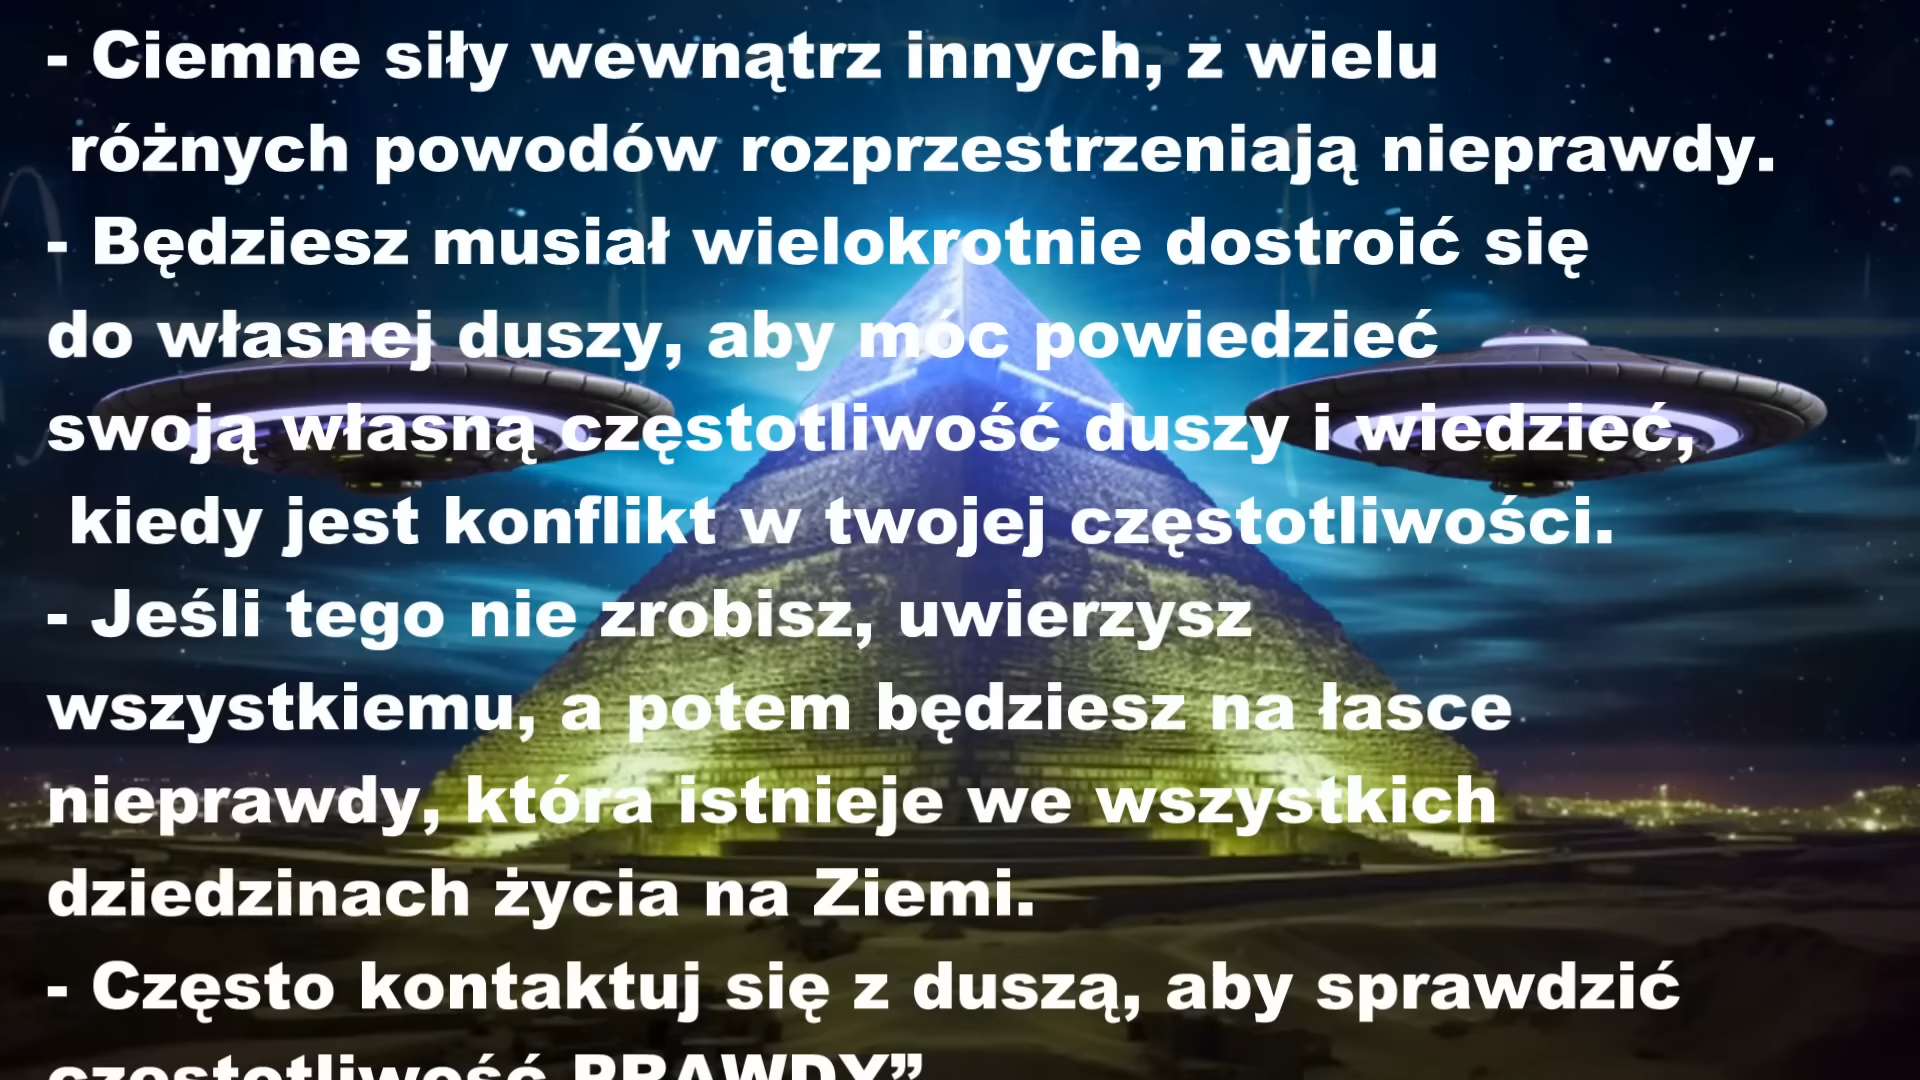 - Ciemne siły wewnątrz innych, z wielu
różnych powodów rozprzestrzeniają nieprawdy.
- Będziesz musiał wielokrotnie dostroić się
do własnej duszy, aby móc powiedzieć
swoją własną częstotliwość duszy i wiedzieć,
kiedy jest konflikt w twojej częstotliwości.
- Jeśli tego nie zrobisz, uwierzysz
wszystkiemu, a potem będziesz na łasce
nieprawdy, która istnieje we wszystkich
dziedzinach życia na Ziemi.
- Często kontaktuj się z duszą, aby sprawdzić
częstotliwość PRAWDY”